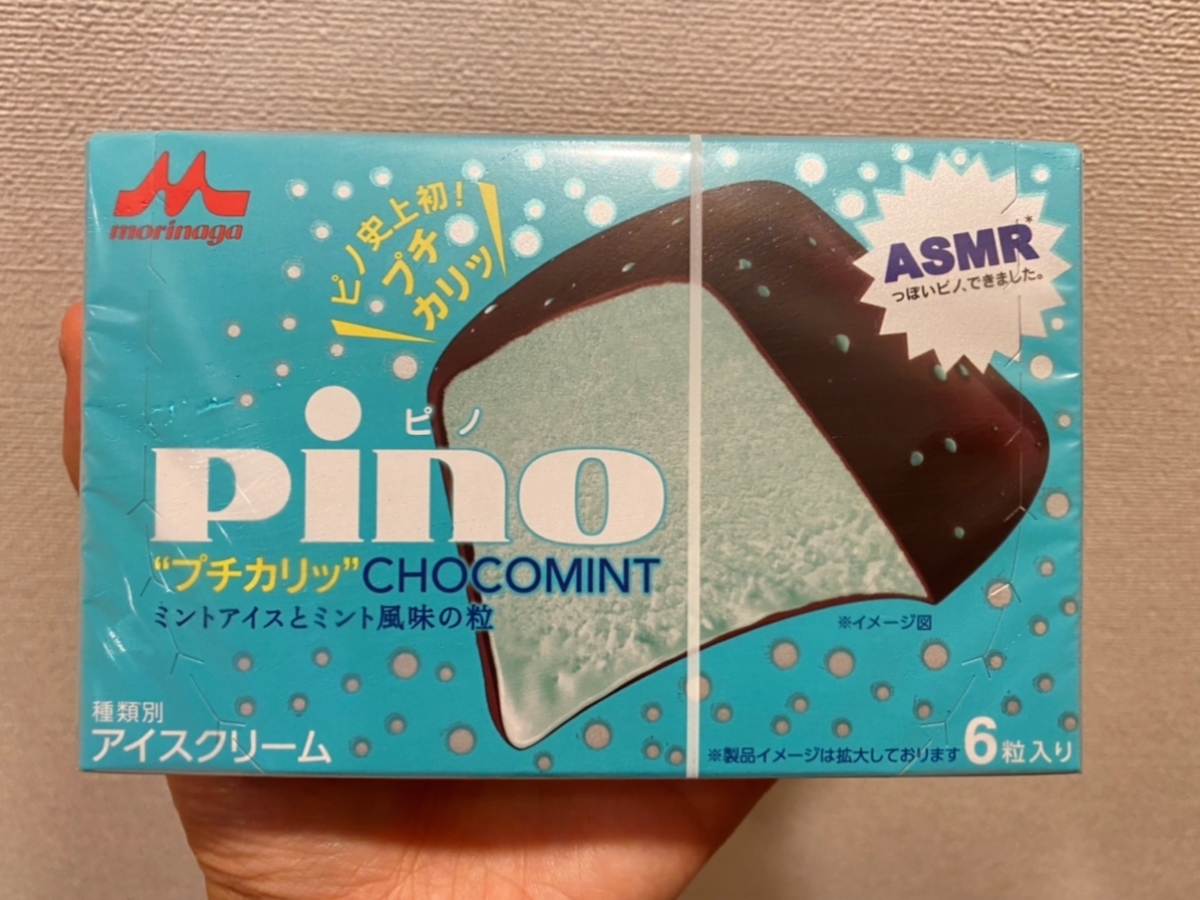 morinaga
ピノ史上初!
プチ
カリッ
ASMR*
っぽいピノ、できました。
ピノ
pino
“プチカリッ”CHOCOMINT
ミントアイスとミント風味の粒
※イメージ図
種類別
アイスクリーム
※製品イメージは拡大しております
6粒入り